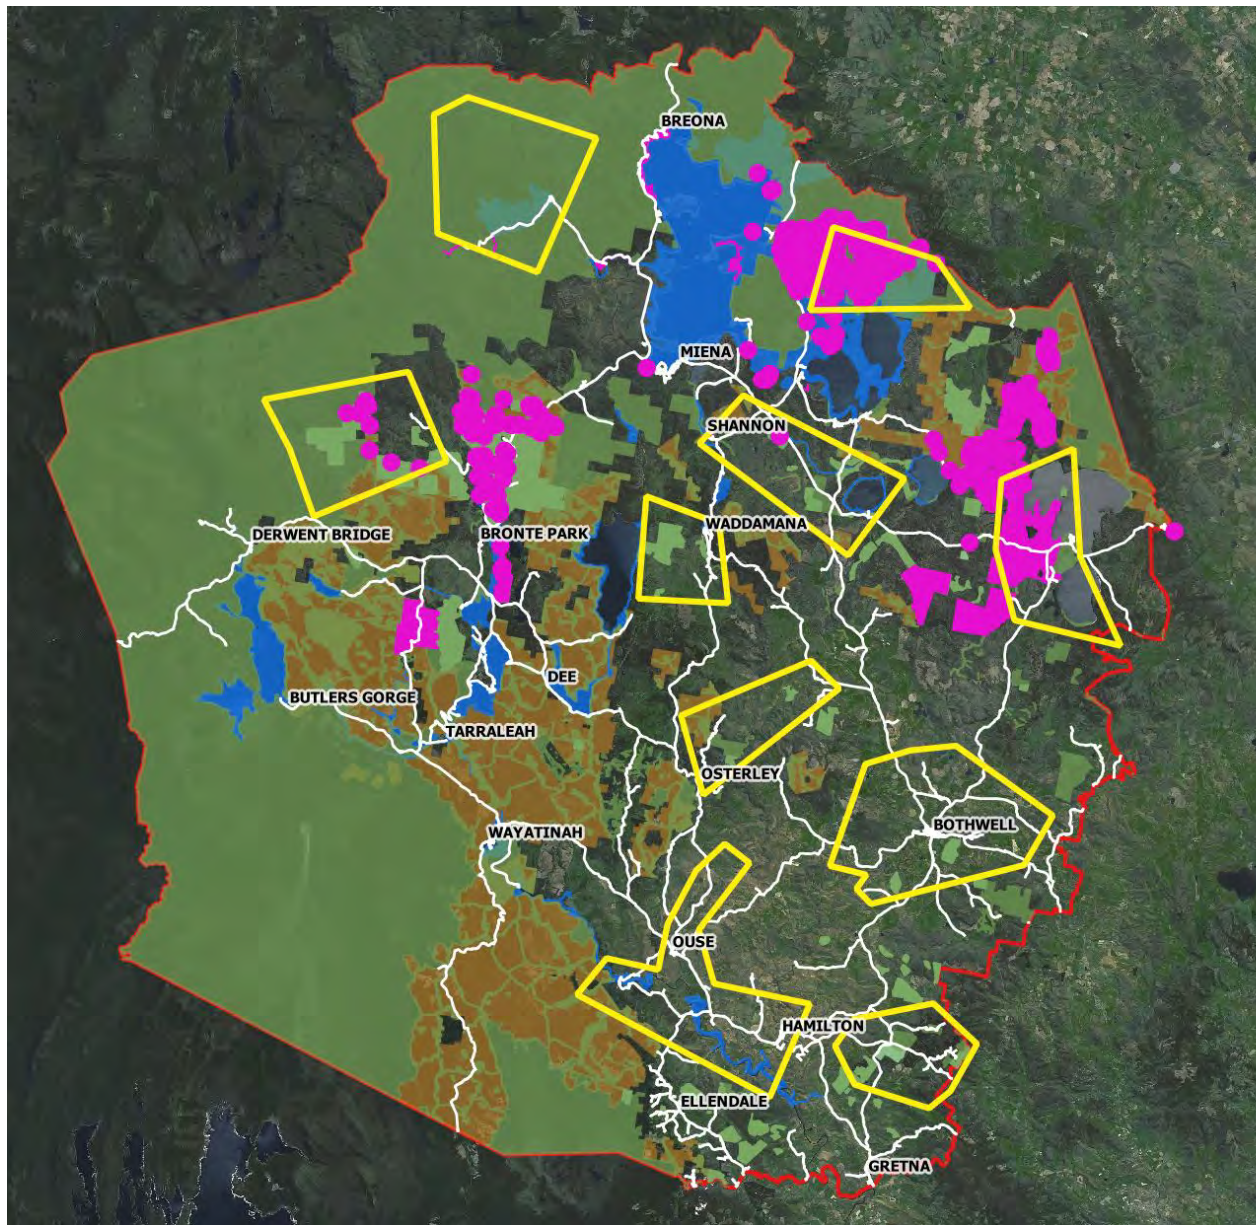 BREONA
MIENA
SHANNON
WADDAMANA
DERWENT BRIDGE
BRONTE PARK
DEE
BUTLERS GORGE
TARRALEAH
OSTERLEY
BOTHWELL
WAYATINAH
OUSE
HAMILTON
ELLENDALE
GRETNA